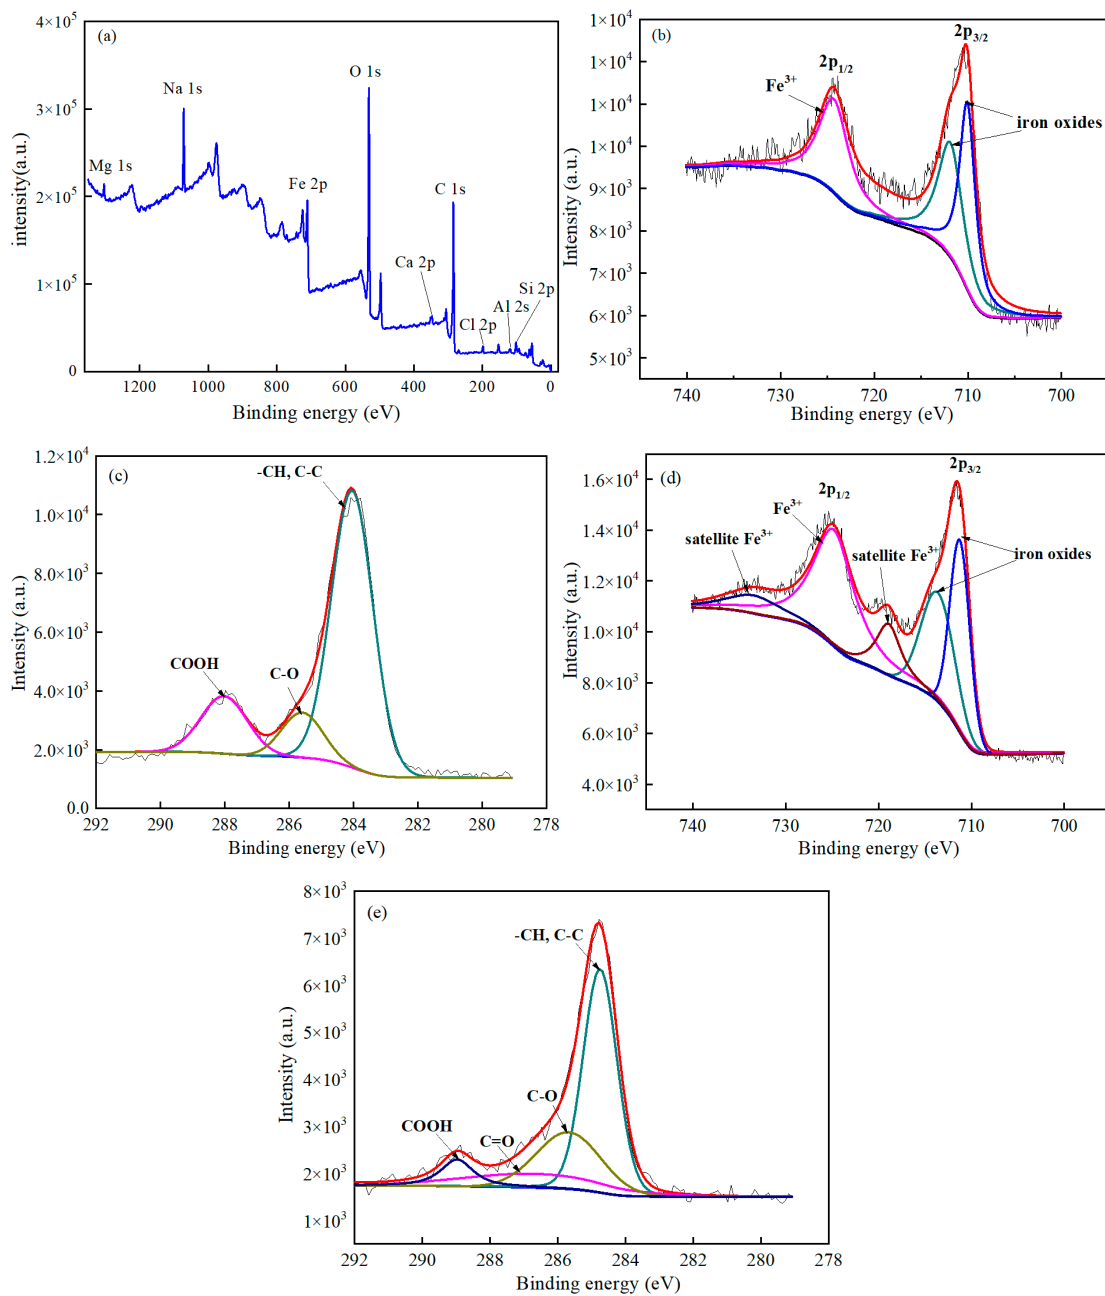 (a)
4×10⁵
3×10⁵
2×10⁵
1×10⁵
0
intensity(a.u.)
Mg 1s
Na 1s
Fe 2p
O 1s
C 1s
Ca 2p
Cl 2p
Al 2s
Si 2p
1200 1000 800 600 400 200 0
Binding energy (eV)
(b)
1×10⁴
1×10⁴
1×10⁴
1×10⁴
9×10³
8×10³
7×10³
6×10³
5×10³
Intensity (a.u.)
2p3/2
2p1/2
Fe³⁺
iron oxides
740 730 720 710 700
Binding energy (eV)
(c)
1.2×10⁴
1.0×10⁴
8.0×10³
6.0×10³
4.0×10³
2.0×10³
0.0
Intensity (a.u.)
-CH, C-C
COOH
C-O
292 290 288 286 284 282 280 278
Binding energy (eV)
(d)
1.6×10⁴
1.4×10⁴
1.2×10⁴
1.0×10⁴
8.0×10³
6.0×10³
4.0×10³
Intensity (a.u.)
2p3/2
2p1/2
Fe³⁺
satellite Fe³⁺
satellite Fe³⁺
iron oxides
740 730 720 710 700
Binding energy (eV)
(e)
8×10³
7×10³
6×10³
5×10³
4×10³
3×10³
2×10³
1×10³
Intensity (a.u.)
-CH, C-C
C-O
COOH
C=O
292 290 288 286 284 282 280 278
Binding energy (eV)